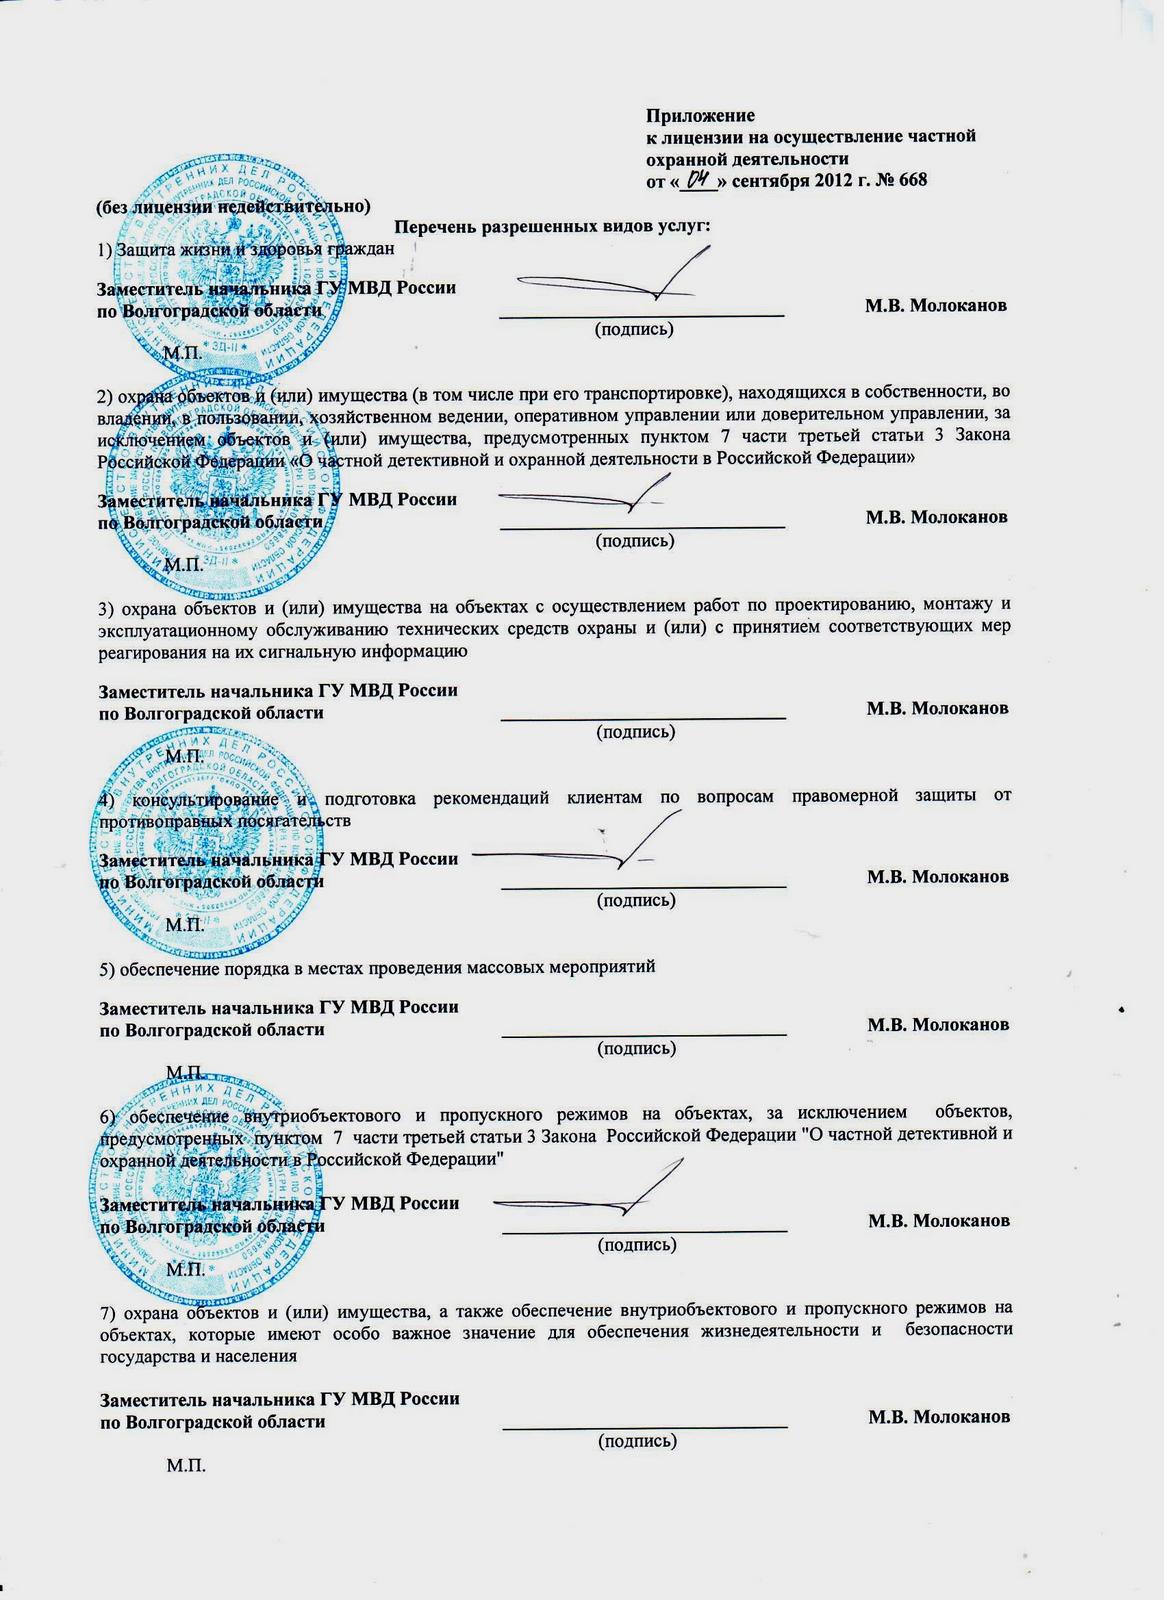 Приложение
к лицензии на осуществление частной
охранной деятельности
от «04» сентября 2012 г. № 668
(без лицензии недействительно)
Перечень разрешенных видов услуг:
1) Защита жизни и здоровья граждан
Заместитель начальника ГУ МВД России
по Волгоградской области
М.В. Молоканов
(подпись)
М.П.
2) охрана объектов и (или) имущества (в том числе при его транспортировке), находящихся в собственности, во
владении, в пользовании, хозяйственном ведении, оперативном управлении или доверительном управлении, за
исключением объектов и (или) имущества, предусмотренных пунктом 7 части третьей статьи 3 Закона
Российской Федерации «О частной детективной и охранной деятельности в Российской Федерации»
Заместитель начальника ГУ МВД России
по Волгоградской области
М.В. Молоканов
(подпись)
М.П.
3) охрана объектов и (или) имущества на объектах с осуществлением работ по проектированию, монтажу и
эксплуатационному обслуживанию технических средств охраны и (или) с принятием соответствующих мер
реагирования на их сигнальную информацию
Заместитель начальника ГУ МВД России
по Волгоградской области
М.В. Молоканов
(подпись)
М.П.
4) консультирование и подготовка рекомендаций клиентам по вопросам правомерной защиты от
противоправных посягательств
Заместитель начальника ГУ МВД России
по Волгоградской области
М.В. Молоканов
(подпись)
М.П.
5) обеспечение порядка в местах проведения массовых мероприятий
Заместитель начальника ГУ МВД России
по Волгоградской области
М.В. Молоканов
(подпись)
М.П.
6) обеспечение внутриобъектового и пропускного режимов на объектах, за исключением объектов,
предусмотренных пунктом 7 части третьей статьи 3 Закона Российской Федерации "О частной детективной и
охранной деятельности в Российской Федерации"
Заместитель начальника ГУ МВД России
по Волгоградской области
М.В. Молоканов
(подпись)
М.П.
7) охрана объектов и (или) имущества, а также обеспечение внутриобъектового и пропускного режимов на
объектах, которые имеют особо важное значение для обеспечения жизнедеятельности и безопасности
государства и населения
Заместитель начальника ГУ МВД России
по Волгоградской области
М.В. Молоканов
(подпись)
М.П.